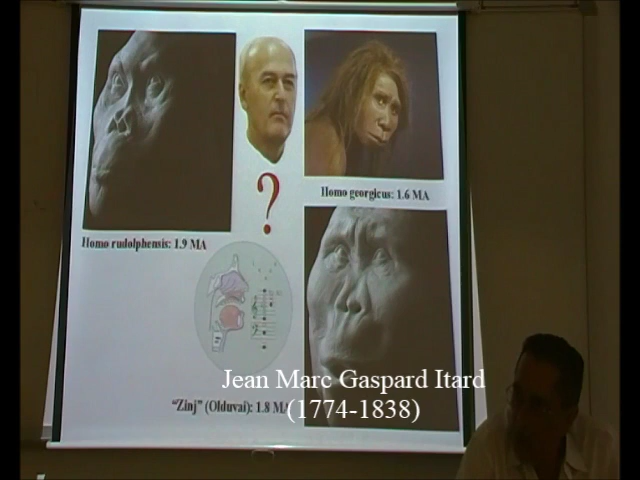 ?
Homo georgicus: 1.6 MA
Homo rudolphensis: 1.9 MA
Jean Marc Gaspard Itard
"Zinj" (Olduvai): 1.8 MA
(1774-1838)